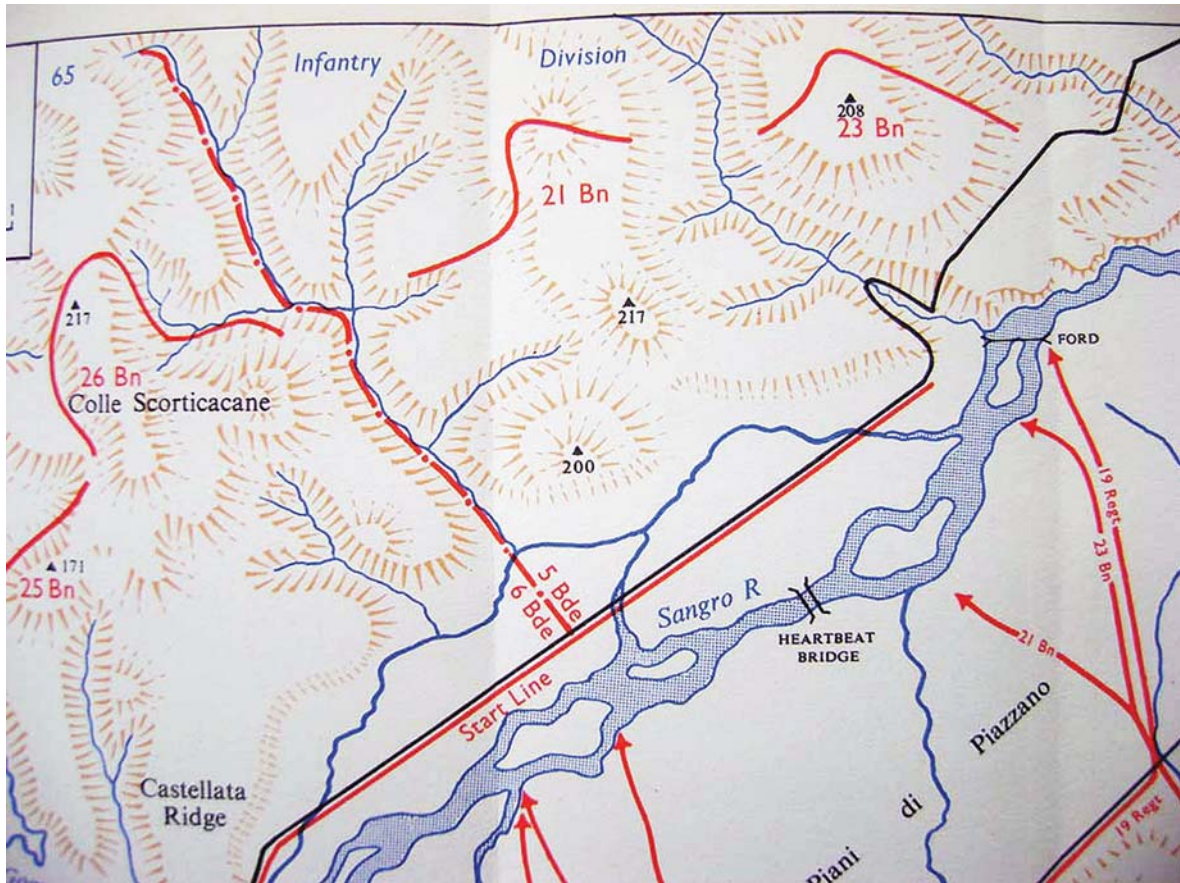 65
Infantry
Division
208
23 Bn
21 Bn
217
217
FORD
26 Bn
Colle Scorticacane
200
19 Regt
23 Bn
171
25 Bn
5 Bde
6 Bde
Sangro R
HEARTBEAT
BRIDGE
21 Bn
Start Line
Piazzano
di
Piani
Castellata
Ridge
19 Regt